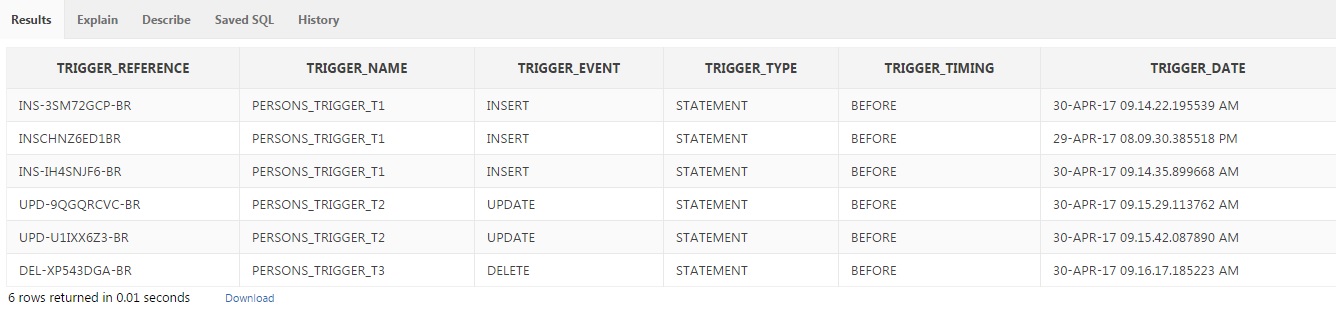 Results Explain Describe Saved SQL History
TRIGGER_REFERENCE TRIGGER_NAME TRIGGER_EVENT TRIGGER_TYPE TRIGGER_TIMING TRIGGER_DATE
INS-3SM72GCP-BR PERSONS_TRIGGER_T1 INSERT STATEMENT BEFORE 30-APR-17 09.14.22.195539 AM
INSCHNZ6ED1BR PERSONS_TRIGGER_T1 INSERT STATEMENT BEFORE 29-APR-17 08.09.30.385518 PM
INS-IH4SNJF6-BR PERSONS_TRIGGER_T1 INSERT STATEMENT BEFORE 30-APR-17 09.14.35.899668 AM
UPD-9QGQRCVC-BR PERSONS_TRIGGER_T2 UPDATE STATEMENT BEFORE 30-APR-17 09.15.29.113762 AM
UPD-U1IXX6Z3-BR PERSONS_TRIGGER_T2 UPDATE STATEMENT BEFORE 30-APR-17 09.15.42.087890 AM
DEL-XP543DGA-BR PERSONS_TRIGGER_T3 DELETE STATEMENT BEFORE 30-APR-17 09.16.17.185223 AM
6 rows returned in 0.01 seconds Download